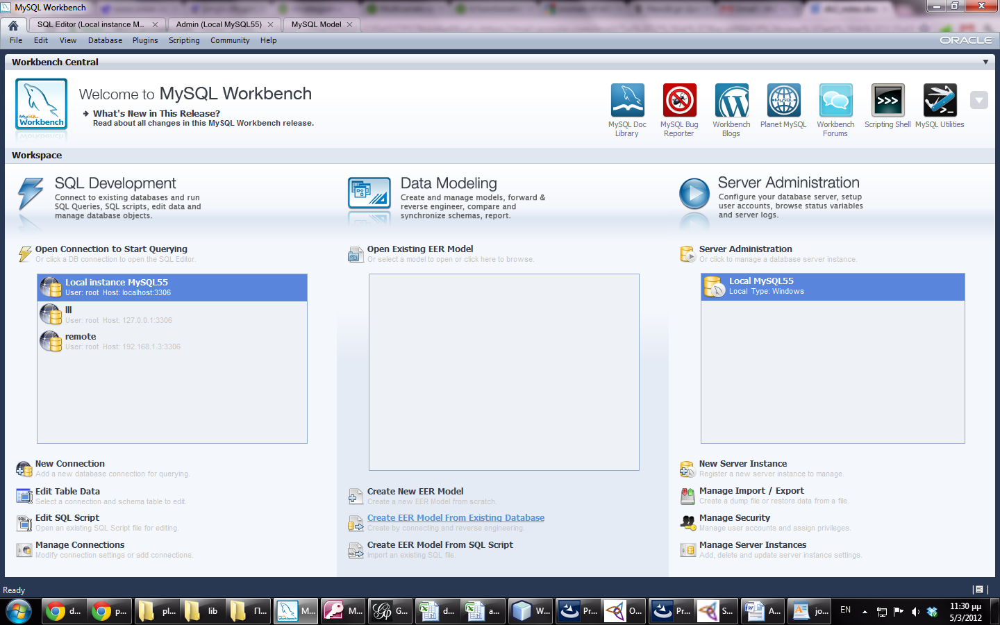 MySQL Workbench
SQL Editor (Local instance M...
Admin (Local MySQL55)
MySQL Model
File Edit View Database Plugins Scripting Community Help
ORACLE
Workbench Central
MySQL
Workbench
Welcome to MySQL Workbench
What's New in This Release?
Read about all changes in this MySQL Workbench release.
MySQL Doc
Library
MySQL Bug
Reporter
Workbench
Blogs
MySQL
Planet MySQL
Workbench
Forums
>>>
Scripting Shell
MySQL Utilities
Workspace
SQL Development
Connect to existing databases and run
SQL Queries, SQL scripts, edit data and
manage database objects.
Open Connection to Start Querying
Or click a DB connection to open the SQL Editor.
Local instance MySQL55
User: root Host: localhost:3306
lll
User: root Host: 127.0.0.1:3306
remote
User: root Host: 192.168.1.3:3306
New Connection
Add a new database connection for querying.
Edit Table Data
Select a connection and schema table to edit.
Edit SQL Script
Open an existing SQL Script file for editing.
Manage Connections
Modify connection settings or add connections.
Data Modeling
Create and manage models, forward &
reverse engineer, compare and
synchronize schemas, report.
Open Existing EER Model
Or select a model to open or click here to browse.
Create New EER Model
Create a new EER Model from scratch.
Create EER Model From Existing Database
Create by connecting and reverse engineering.
Create EER Model From SQL Script
Import an existing SQL file.
Server Administration
Configure your database server, setup
user accounts, browse status variables
and server logs.
Server Administration
Or click to manage a database server instance.
Local MySQL55
Local Type: Windows
New Server Instance
Register a new server instance to manage.
Manage Import / Export
Create a dump file or restore data from a file.
Manage Security
Manage user accounts and assign privileges.
Manage Server Instances
Add, delete and update server instance settings.
Ready
d... p... pl... lib Π... M... M... G... d... a... W... Pr... O... Pr... S... A... jo...
EN
11:30 μμ
5/3/2012